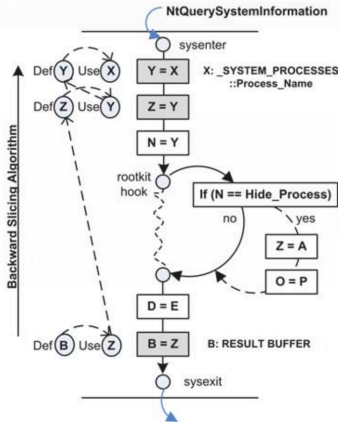 NtQuerySystemInformation
sysenter
Def Y Use X
Y = X
X: _SYSTEM_PROCESSES
::Process_Name
Def Z Use Y
Z = Y
N = Y
rootkit
hook
If (N == Hide_Process)
no
yes
Z = A
O = P
Backward Slicing Algorithm
D = E
Def B Use Z
B = Z
B: RESULT BUFFER
sysexit